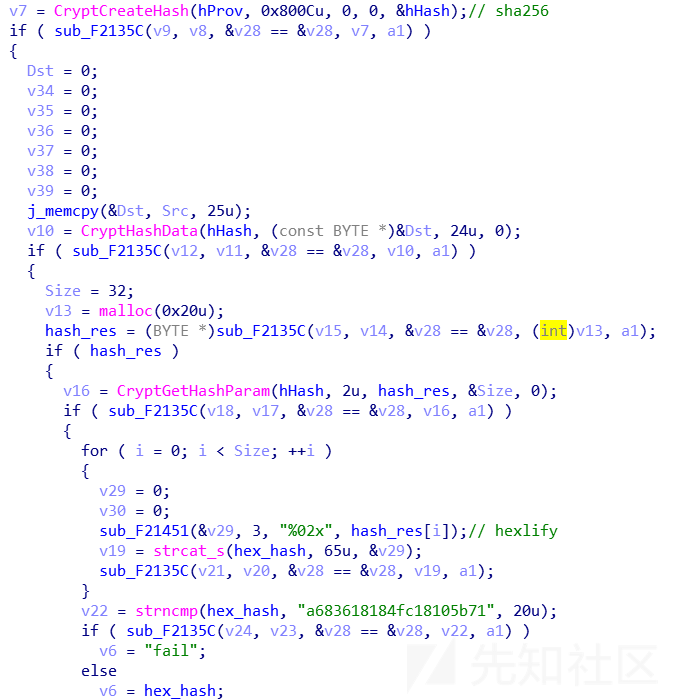 v7 = CryptCreateHash(hProv, 0x800Cu, 0, 0, &hHash);// sha256
if ( sub_F2135C(v9, v8, &v28 == &v28, v7, a1) )
{
Dst = 0;
v34 = 0;
v35 = 0;
v36 = 0;
v37 = 0;
v38 = 0;
v39 = 0;
j_memcpy(&Dst, Src, 25u);
v10 = CryptHashData(hHash, (const BYTE *)&Dst, 24u, 0);
if ( sub_F2135C(v12, v11, &v28 == &v28, v10, a1) )
{
Size = 32;
v13 = malloc(0x20u);
hash_res = (BYTE *)sub_F2135C(v15, v14, &v28 == &v28, (int)v13, a1);
if ( hash_res )
{
v16 = CryptGetHashParam(hHash, 2u, hash_res, &Size, 0);
if ( sub_F2135C(v18, v17, &v28 == &v28, v16, a1) )
{
for ( i = 0; i < Size; ++i )
{
v29 = 0;
v30 = 0;
sub_F21451(&v29, 3, "%02x", hash_res[i]);// hexlify
v19 = strcat_s(hex_hash, 65u, &v29);
sub_F2135C(v21, v20, &v28 == &v28, v19, a1);
}
v22 = strncmp(hex_hash, "a683618184fc18105b71", 20u);
if ( sub_F2135C(v24, v23, &v28 == &v28, v22, a1) )
v6 = "fail";
else
v6 = hex_hash;
先知社区